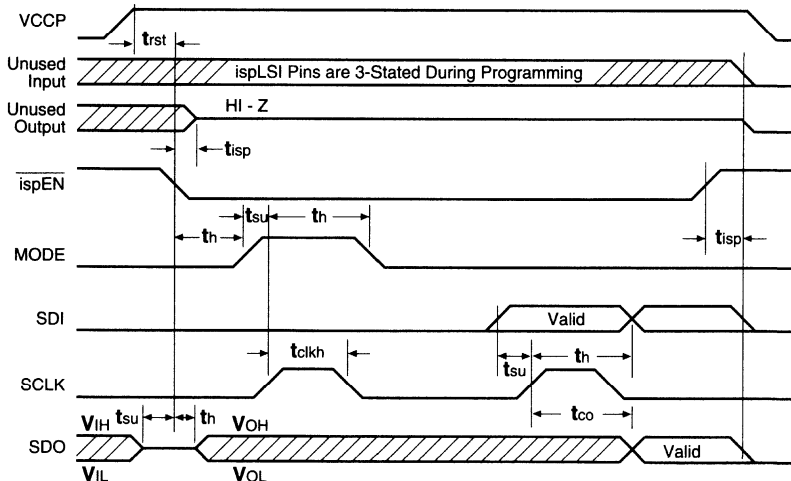 VCCP
trst
Unused
Input
ispLSI Pins are 3-Stated During Programming
Unused
Output
HI - Z
tisp
ispEN
th
tsu
th
tisp
MODE
SDI
Valid
tclkh
tsu
th
SCLK
tco
VIH
tsu
th
VOH
SDO
Valid
VIL
VOL